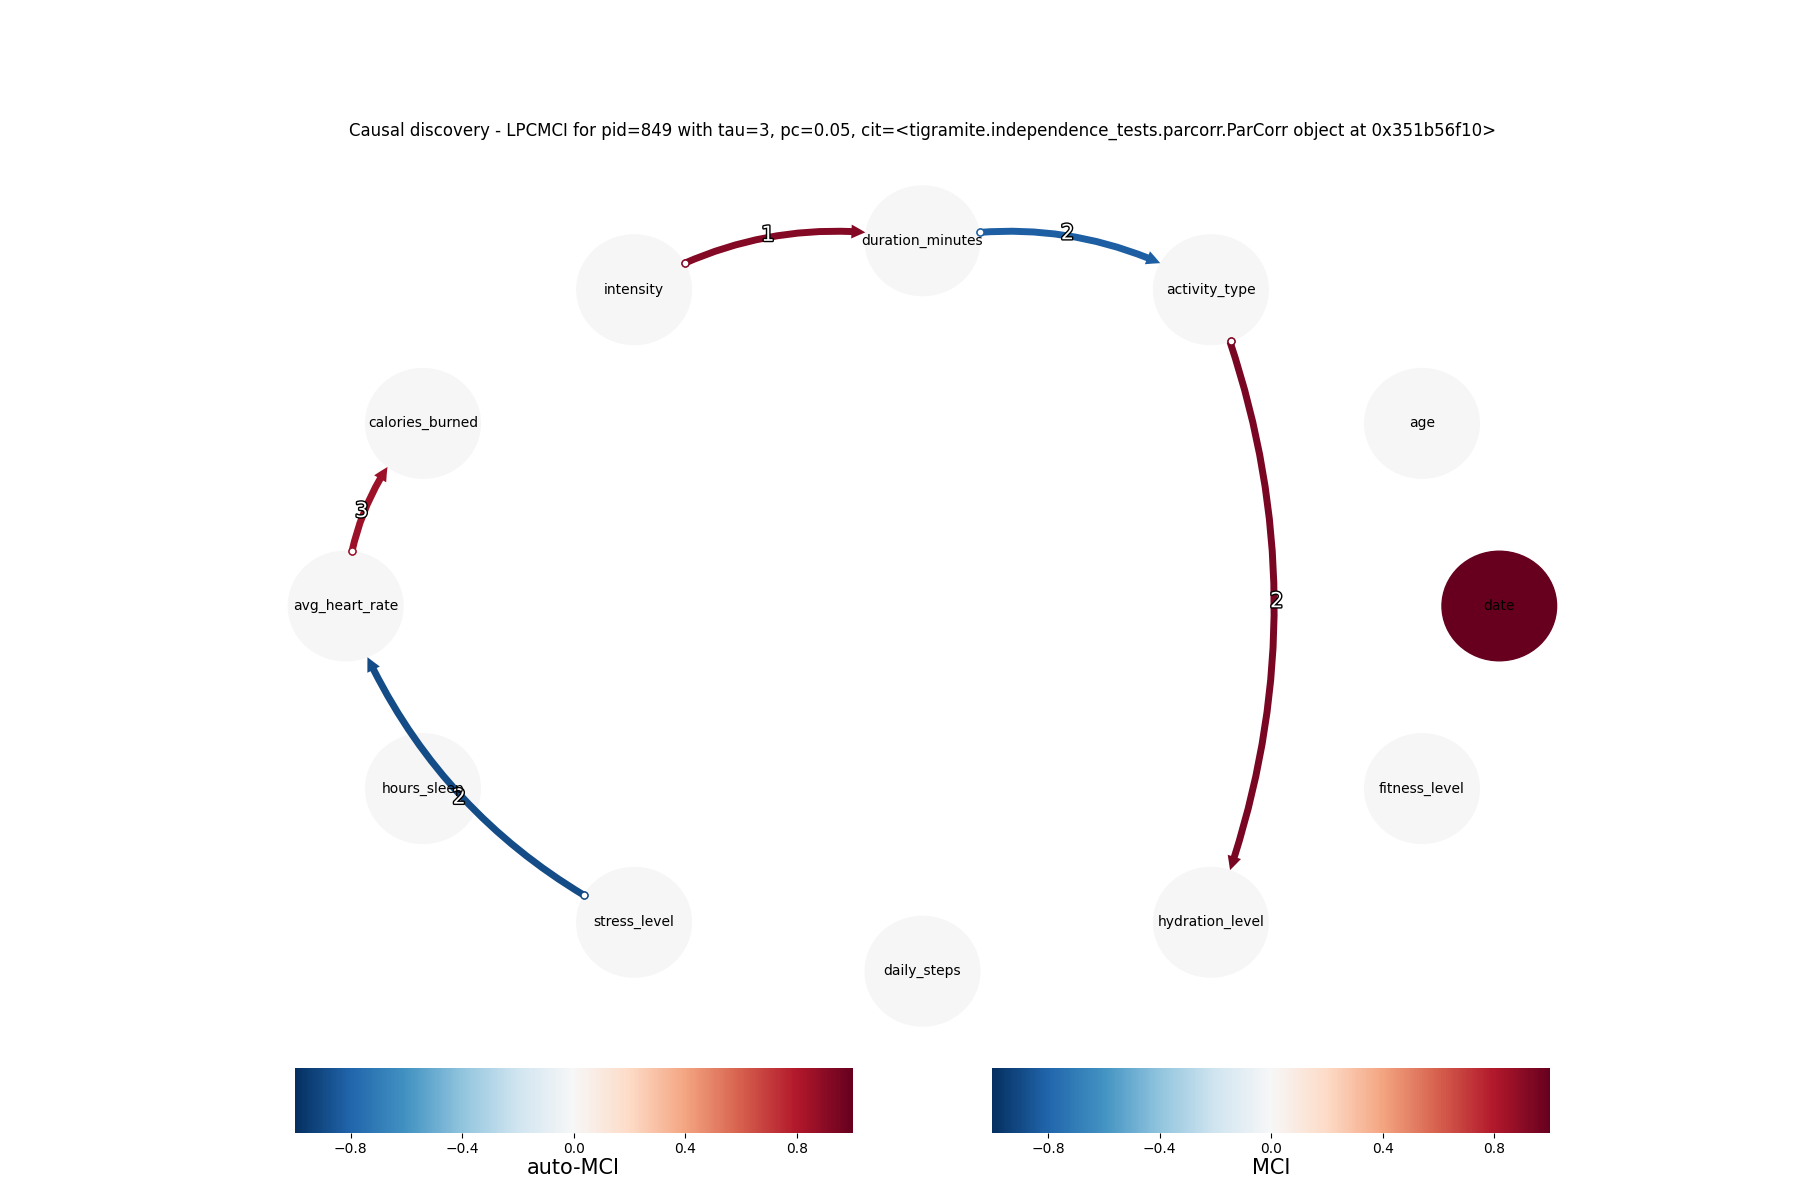 Causal discovery - LPCMCI for pid=849 with tau=3, pc=0.05, cit=<tigramite.independence_tests.parcorr.ParCorr object at 0x351b56f10>
1
duration_minutes
2
intensity
activity_type
calories_burned
age
3
avg_heart_rate
2
date
hours_sleep
2
fitness_level
stress_level
hydration_level
daily_steps
−0.8 −0.4 0.0 0.4 0.8
auto-MCI
−0.8 −0.4 0.0 0.4 0.8
MCI